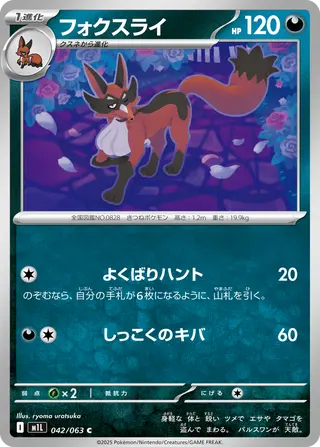 1進化
フォクスライ
HP 120
クスネから進化
全国図鑑NO.0828 きつねポケモン 高さ：1.2m 重さ：19.9kg
よくばりハント 20
のぞむなら、自分の手札が6枚になるように、山札を引く。
しっこくのキバ 60
弱点 ×2 抵抗力 にげる
Illus. ryoma uratsuka
I m1L 042/063 C
身軽な体と鋭いツメでエサやタマゴを
盗んでまわる。パルスワンが天敵。
©2025 Pokémon/Nintendo/Creatures/GAME FREAK.